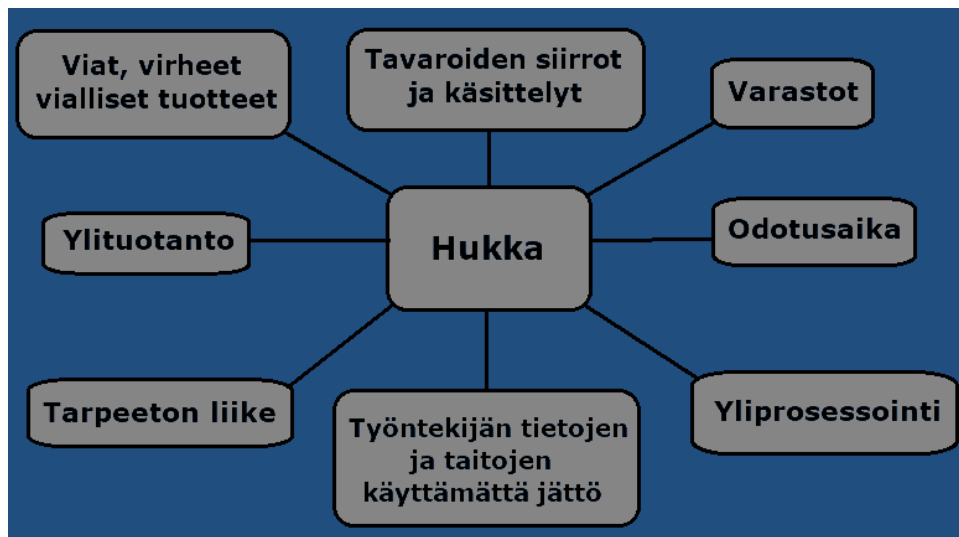 Viat, virheet
vialliset tuotteet
Tavaroiden siirrot
ja käsittelyt
Varastot
Ylituotanto
Hukka
Odotusaika
Tarpeeton liike
Työntekijän tietojen
ja taitojen
käyttämättä jättö
Yliprosessointi